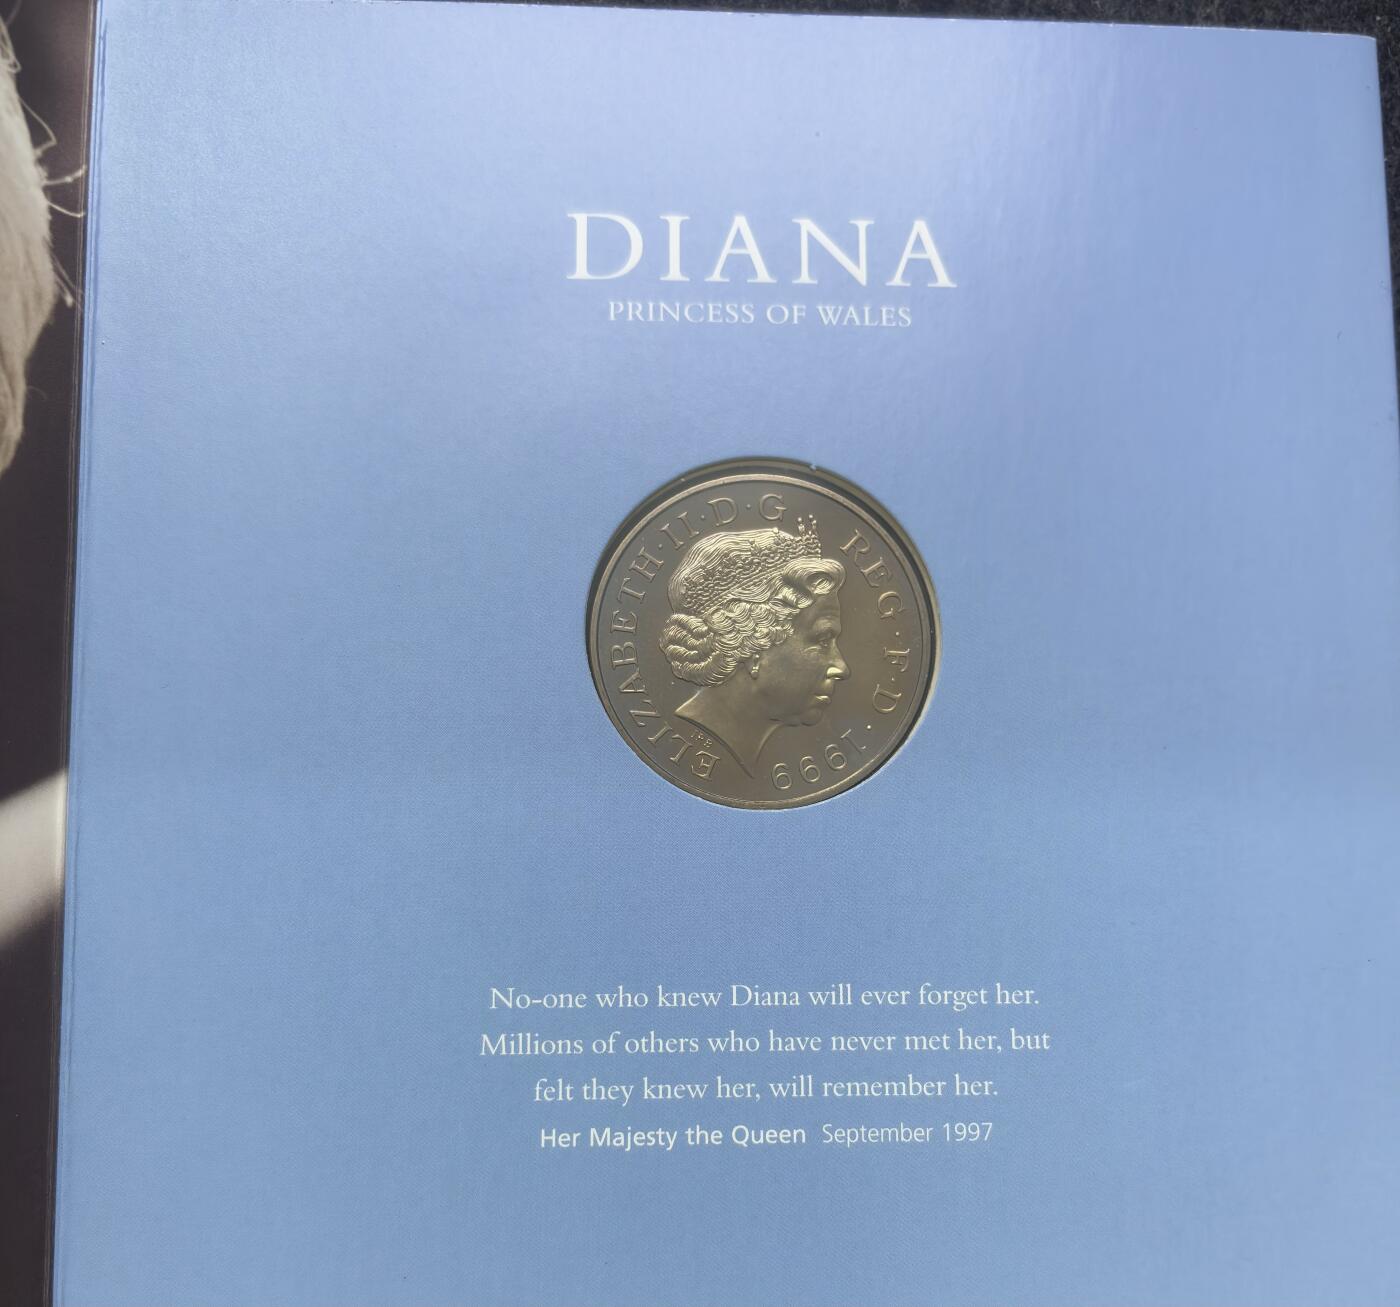 DIANA
PRINCESS OF WALES
ELIZABETH·II·D·G REG·F·D·1999
IRB
No-one who knew Diana will ever forget her.
Millions of others who have never met her, but
felt they knew her, will remember her.
Her Majesty the Queen September 1997